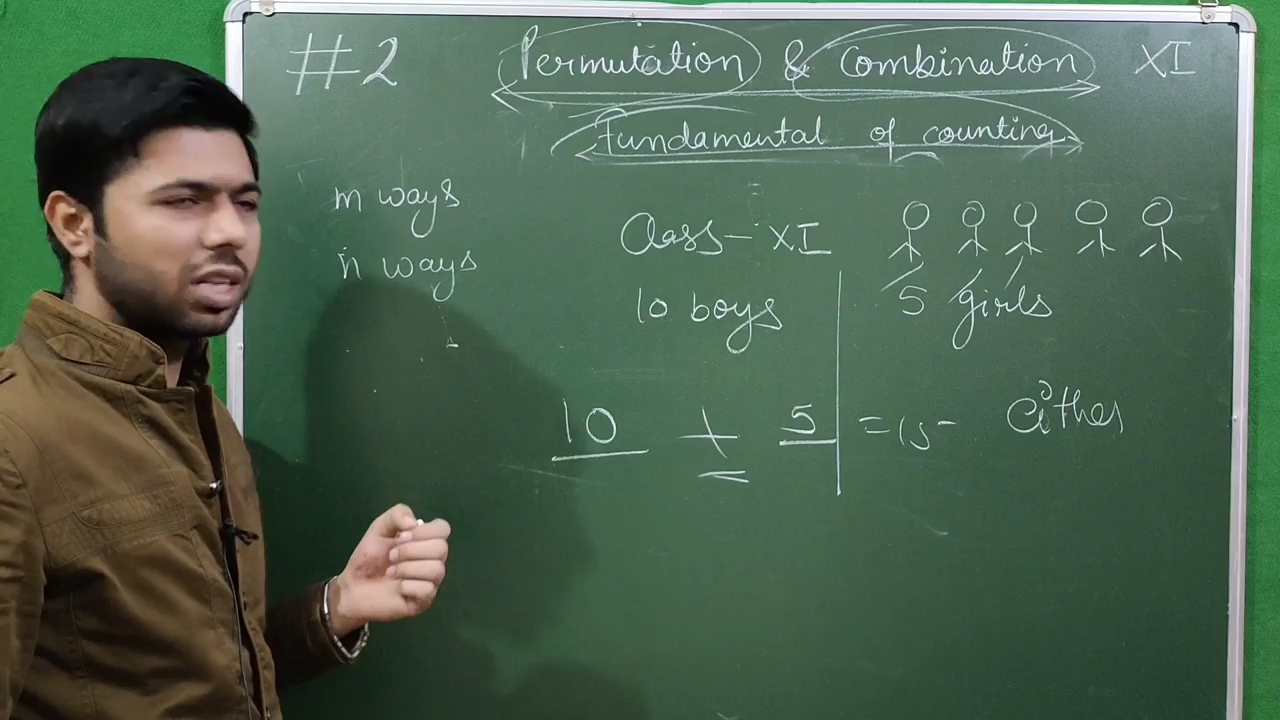 #2 Permutation & Combination XI
Fundamental of counting
m ways
n ways
Class - XI
10 boys
5 girls
10 + 5 = 15 - Either